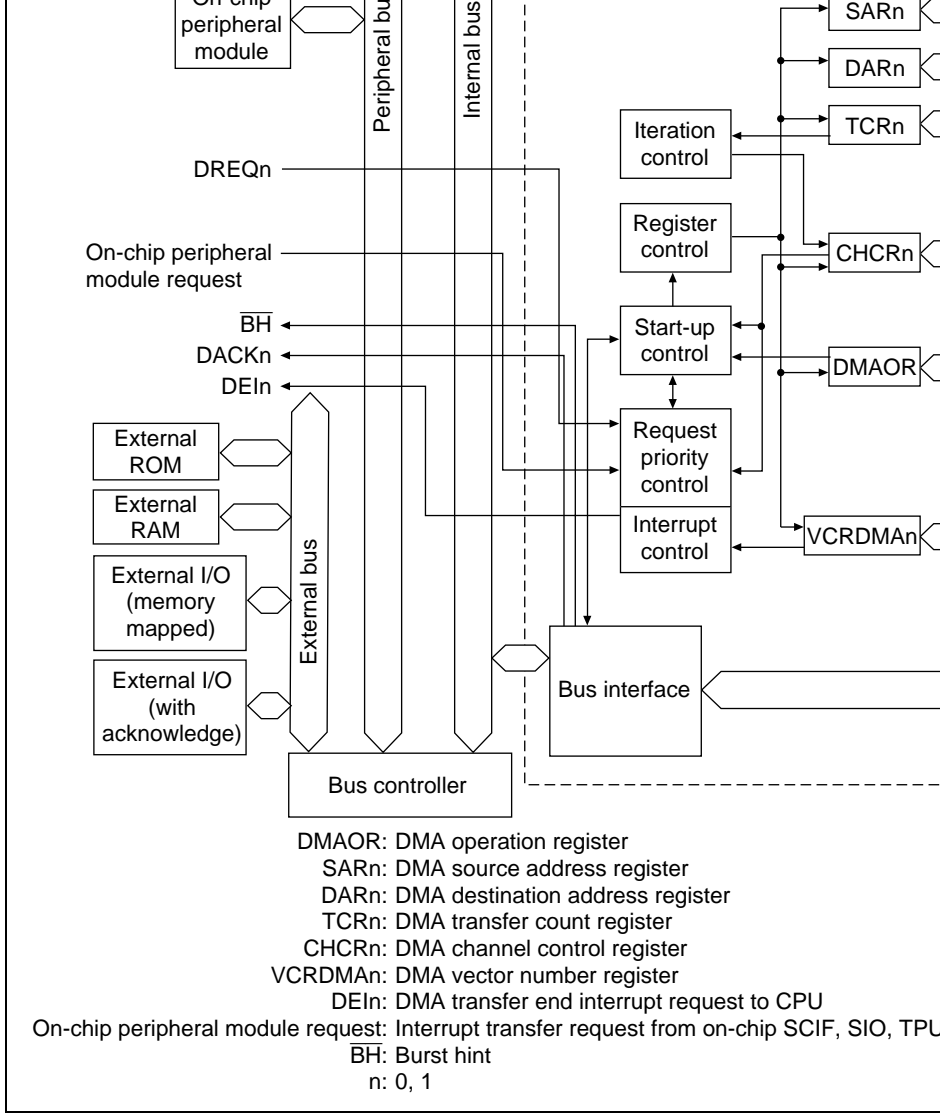 On-chip
peripheral
module
Peripheral bu
Internal bus
SARn
DARn
TCRn
Iteration
control
DREQn
Register
control
CHCRn
On-chip peripheral
module request
BH
Start-up
control
DACKn
DMAOR
DEIn
External
ROM
Request
priority
control
External
RAM
Interrupt
control
VCRDMAn
External I/O
(memory
mapped)
External bus
External I/O
(with
acknowledge)
Bus interface
Bus controller
DMAOR: DMA operation register
SARn: DMA source address register
DARn: DMA destination address register
TCRn: DMA transfer count register
CHCRn: DMA channel control register
VCRDMAn: DMA vector number register
DEIn: DMA transfer end interrupt request to CPU
On-chip peripheral module request: Interrupt transfer request from on-chip SCIF, SIO, TPU
BH: Burst hint
n: 0, 1